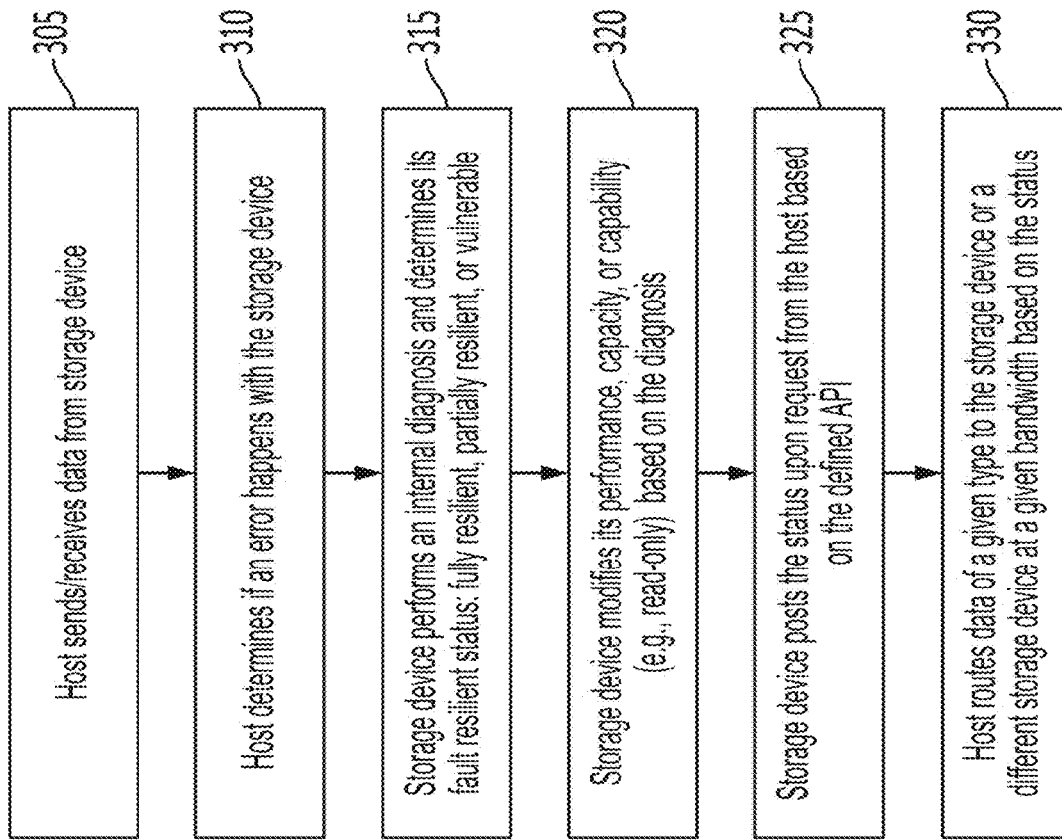 Host sends/receives data from storage device
305
Host determines if an error happens with the storage device
310
Storage device performs an internal diagnosis and determines its
fault resilient status: fully resilient, partially resilient, or vulnerable
315
Storage device modifies its performance, capacity, or capability
(e.g., read-only) based on the diagnosis
320
Storage device posts the status upon request from the host based
on the defined API
325
Host routes data of a given type to the storage device or a
different storage device at a given bandwidth based on the status
330